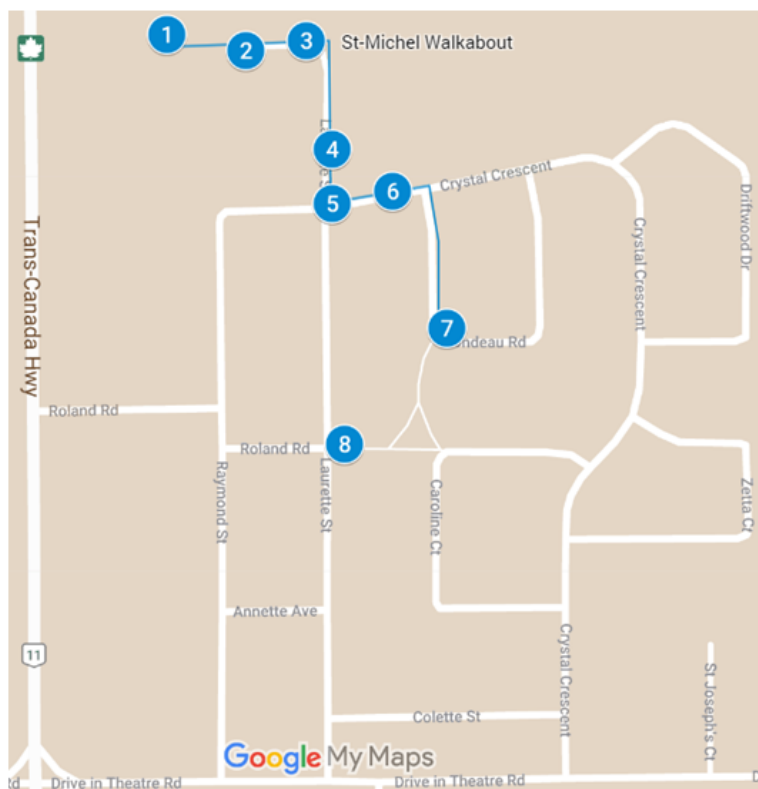 1
2
3
St-Michel Walkabout
4
5
6
Crystal Crescent
Driftwood Dr
Trans-Canada Hwy
Crystal Crescent
7
Roland Rd
Roland Rd
8
Raymond St
Laurette St
Caroline Ct
Zetta Ct
Annette Ave
11
Crystal Crescent
St Joseph's Ct
Colette St
Google My Maps
Drive in Theatre Rd
Drive in Theatre Rd